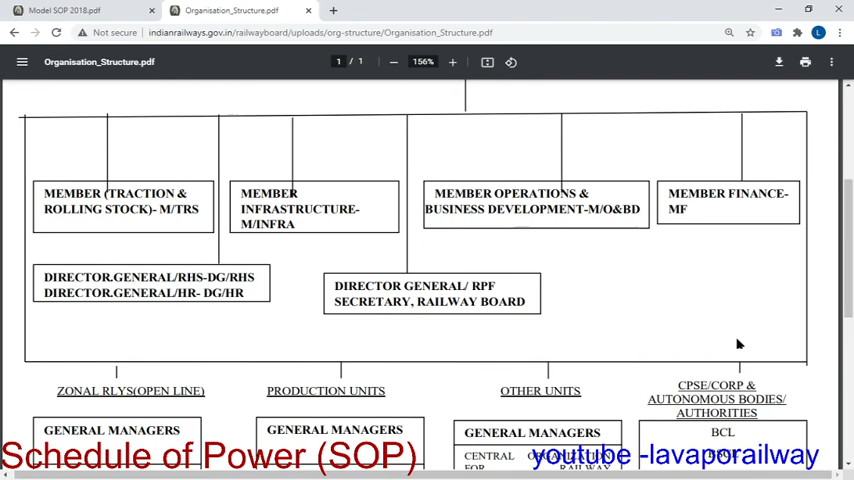 Model SOP 2018.pdf
Organisation_Structure.pdf
Not secure
indianrailways.gov.in/railwayboard/uploads/org-structure/Organisation_Structure.pdf
L
Organisation_Structure.pdf
1 / 1
156%
MEMBER (TRACTION &
ROLLING STOCK)- M/TRS
MEMBER
INFRASTRUCTURE-
M/INFRA
MEMBER OPERATIONS &
BUSINESS DEVELOPMENT-M/O&BD
MEMBER FINANCE-
MF
DIRECTOR.GENERAL/RHS-DG/RHS
DIRECTOR.GENERAL/HR- DG/HR
DIRECTOR GENERAL/ RPF
SECRETARY, RAILWAY BOARD
ZONAL RLYS(OPEN LINE)
PRODUCTION UNITS
OTHER UNITS
CPSE/CORP &
AUTONOMOUS BODIES/
AUTHORITIES
GENERAL MANAGERS
GENERAL MANAGERS
GENERAL MANAGERS
CENTRAL ORGANIZATION
FOR RAILWAY
BCL
Schedule of Power (SOP)
youtube -lavaporailway